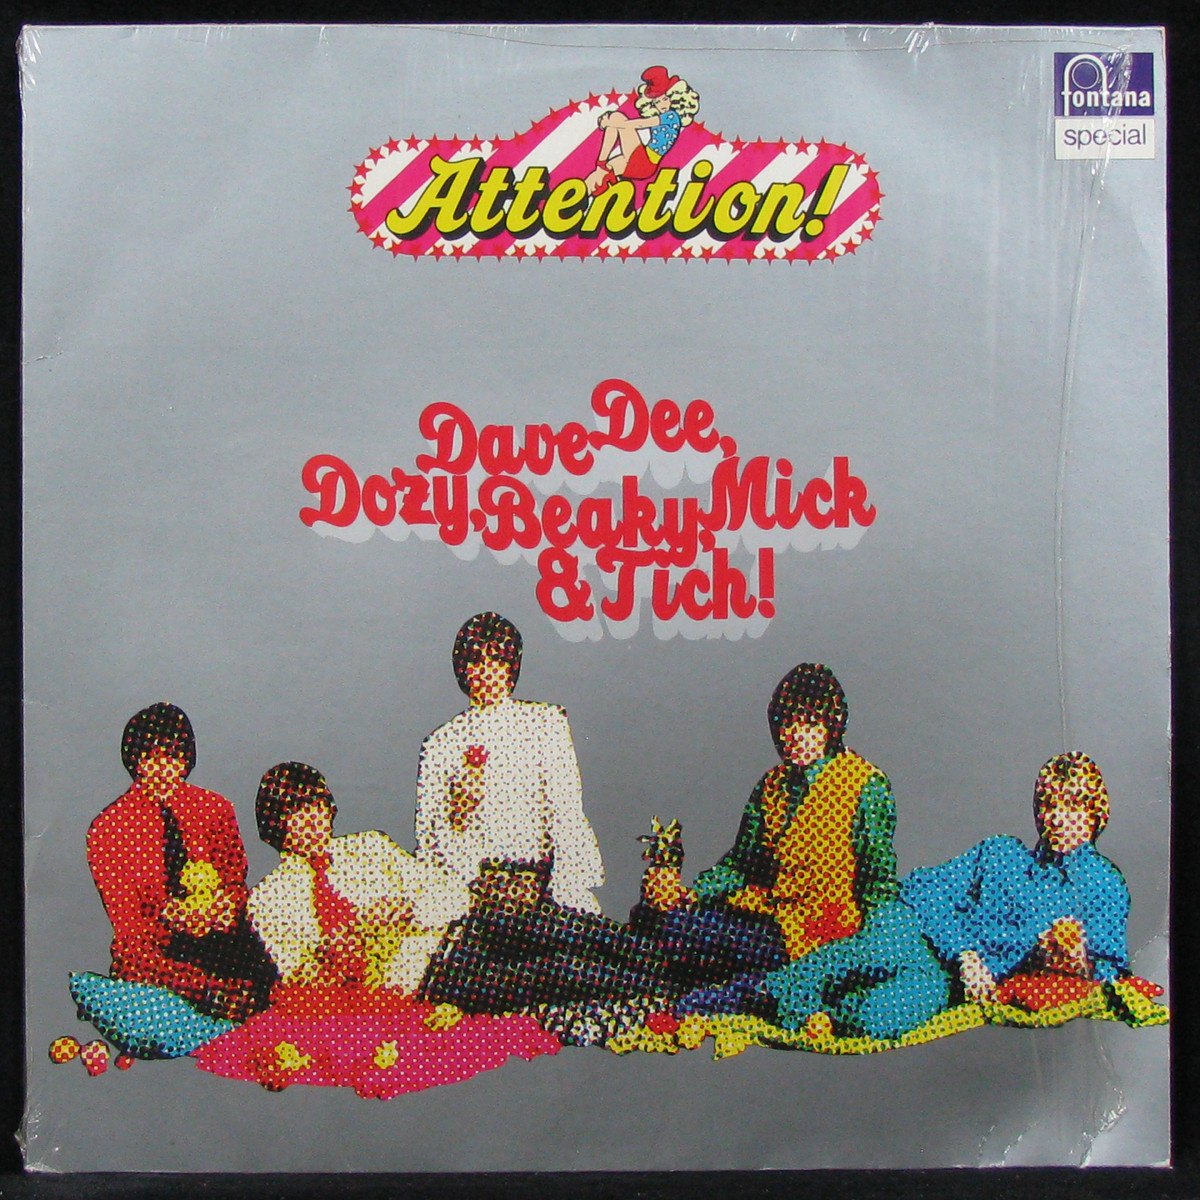 fontana
special
Attention!
Dave Dee,
Dozy, Beaky, Mick
& Tich!